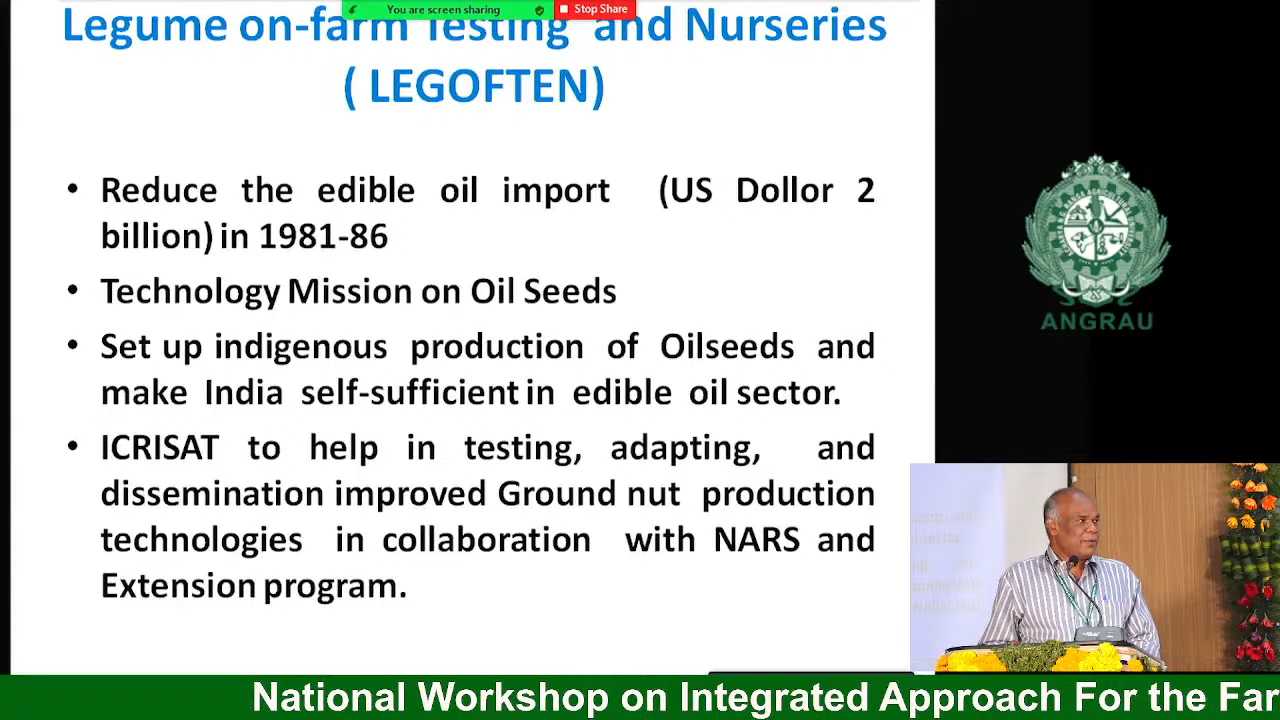 You are screen sharing
Stop Share
Legume on-farm Testing and Nurseries
( LEGOFTEN)
• Reduce the edible oil import (US Dollor 2
billion) in 1981-86
• Technology Mission on Oil Seeds
• Set up indigenous production of Oilseeds and
make India self-sufficient in edible oil sector.
• ICRISAT to help in testing, adapting, and
dissemination improved Ground nut production
technologies in collaboration with NARS and
Extension program.
ANGRAU
National Workshop on Integrated Approach For the Far